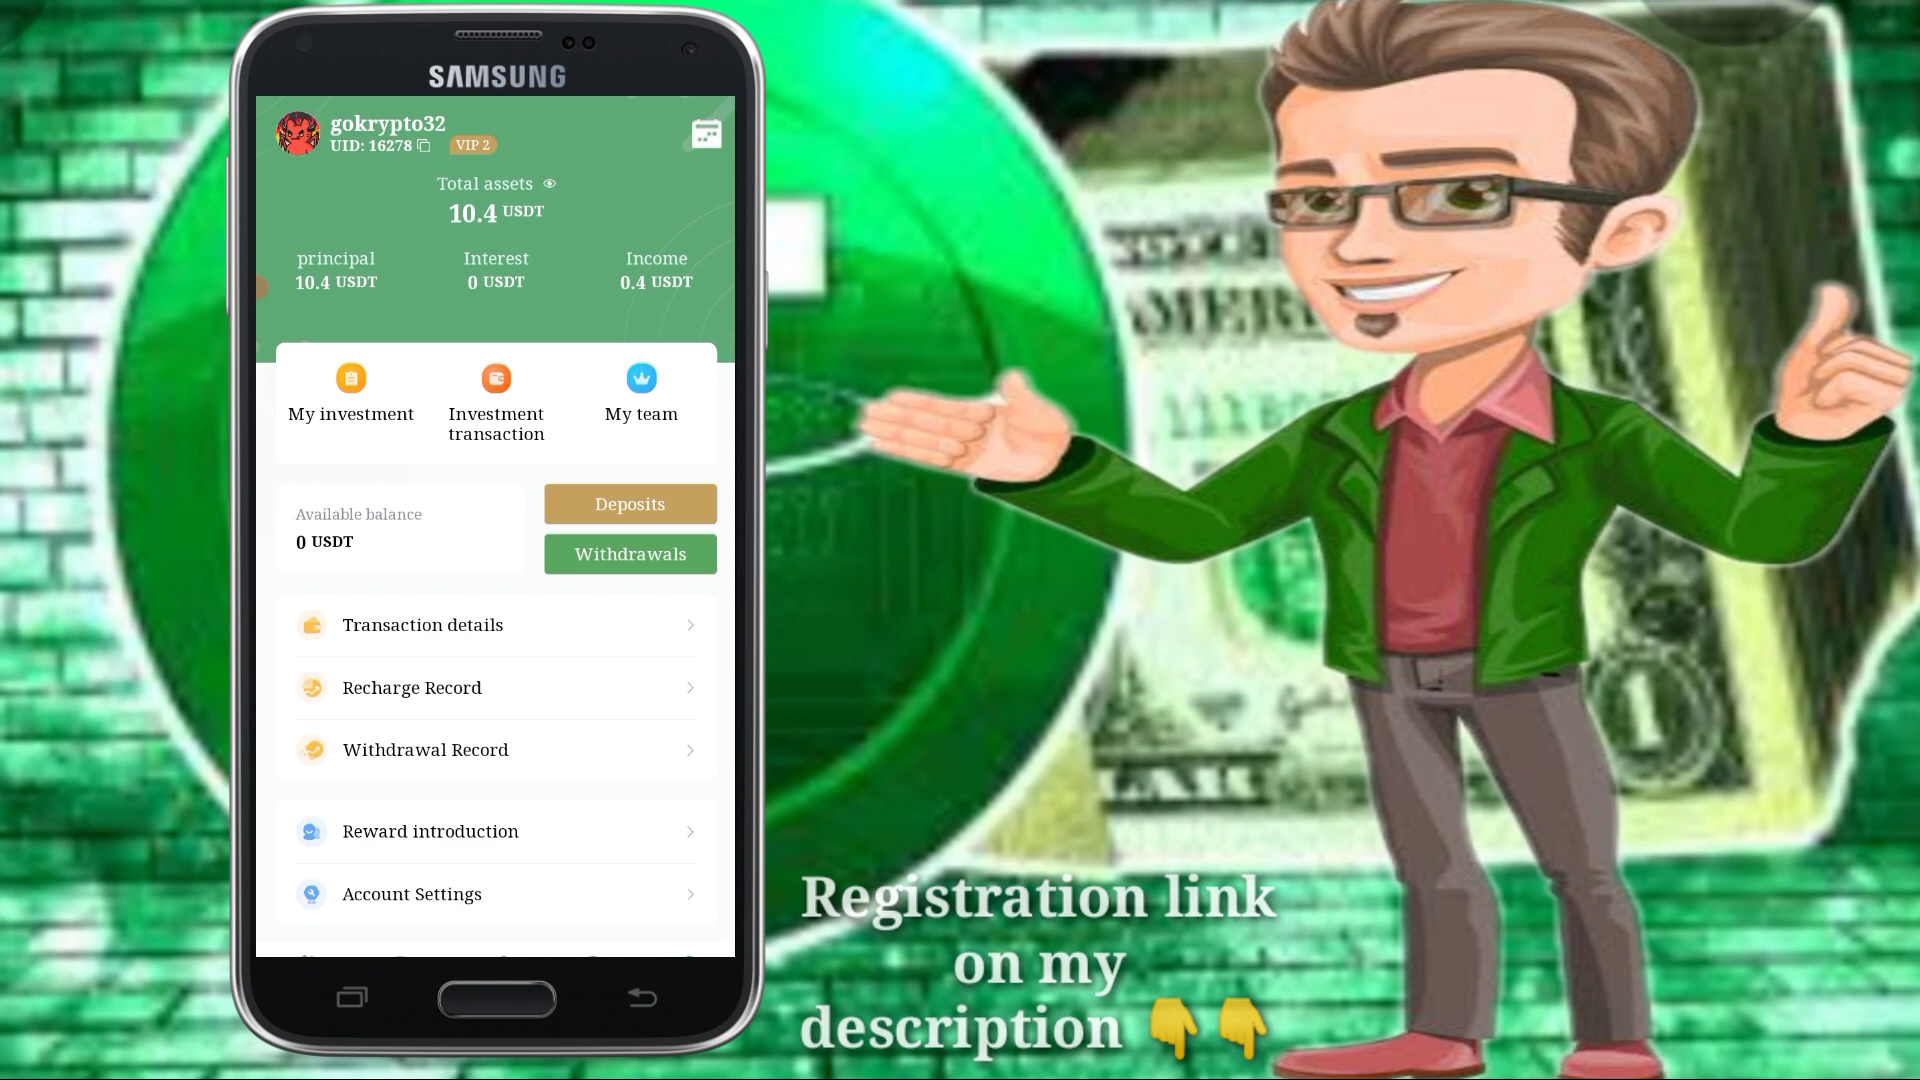 SAMSUNG
gokrypto32
UID: 16278
VIP 2
Total assets
10.4 USDT
principal
Interest
Income
10.4 USDT
0 USDT
0.4 USDT
My investment
Investment
transaction
My team
Available balance
0 USDT
Deposits
Withdrawals
Transaction details
Recharge Record
Withdrawal Record
Reward introduction
Account Settings
Registration link
on my
description 👇👇
1